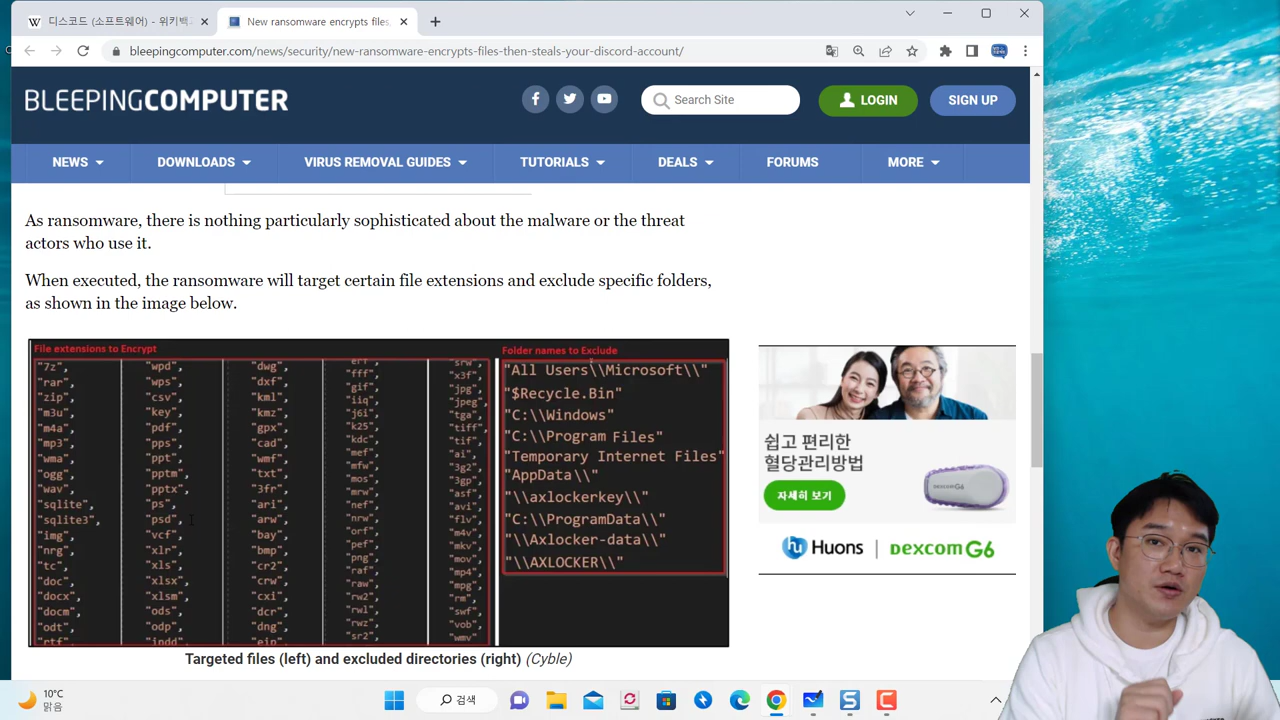 디스코드 (소프트웨어) - 위키백
New ransomware encrypts files,
bleepingcomputer.com/news/security/new-ransomware-encrypts-files-then-steals-your-discord-account/
BLEEPINGCOMPUTER
Search Site
LOGIN
SIGN UP
NEWS
DOWNLOADS
VIRUS REMOVAL GUIDES
TUTORIALS
DEALS
FORUMS
MORE
As ransomware, there is nothing particularly sophisticated about the malware or the threat
actors who use it.
When executed, the ransomware will target certain file extensions and exclude specific folders,
as shown in the image below.
File extensions to Encrypt
"7z",
"rar",
"zip",
"m3u",
"m4a",
"mp3",
"wma",
"ogg",
"wav",
"sqlite",
"sqlite3",
"img",
"nrg",
"tc",
"doc",
"docx",
"docm",
"odt",
"rtf",
"wpd",
"wps",
"csv",
"key",
"pdf",
"pps",
"ppt",
"pptm",
"pptx",
"ps",
"psd",
"vcf",
"xlr",
"xls",
"xlsx",
"xlsm",
"ods",
"odp",
"indd",
"dwg",
"dxf",
"kml",
"kmz",
"gpx",
"cad",
"wmf",
"txt",
"3fr",
"ari",
"arw",
"bay",
"bmp",
"cr2",
"crw",
"cxi",
"dcr",
"dng",
"eip",
"erf",
"fff",
"gif",
"iiq",
"j6i",
"k25",
"kdc",
"mef",
"mfw",
"mos",
"mrw",
"nef",
"nrw",
"orf",
"pef",
"png",
"raf",
"raw",
"rw2",
"rwl",
"rwz",
"sr2",
"srw",
"x3f",
"jpg",
"jpeg",
"tga",
"tiff",
"tif",
"ai",
"3g2",
"3gp",
"asf",
"avi",
"flv",
"m4v",
"mkv",
"mov",
"mp4",
"mpg",
"rm",
"swf",
"vob",
"wmv"
Folder names to Exclude
"All Users\\Microsoft\\"
"$Recycle.Bin"
"C:\\Windows"
"C:\\Program Files"
"Temporary Internet Files"
"AppData\\"
"\\axlockerkey\\"
"C:\\ProgramData\\"
"\\Axlocker-data\\"
"\\AXLOCKER\\"
Targeted files (left) and excluded directories (right) (Cyble)
쉽고 편리한
혈당관리방법
자세히 보기
dexcom G6
Huons
DEXCOM G6
10°C
맑음
검색